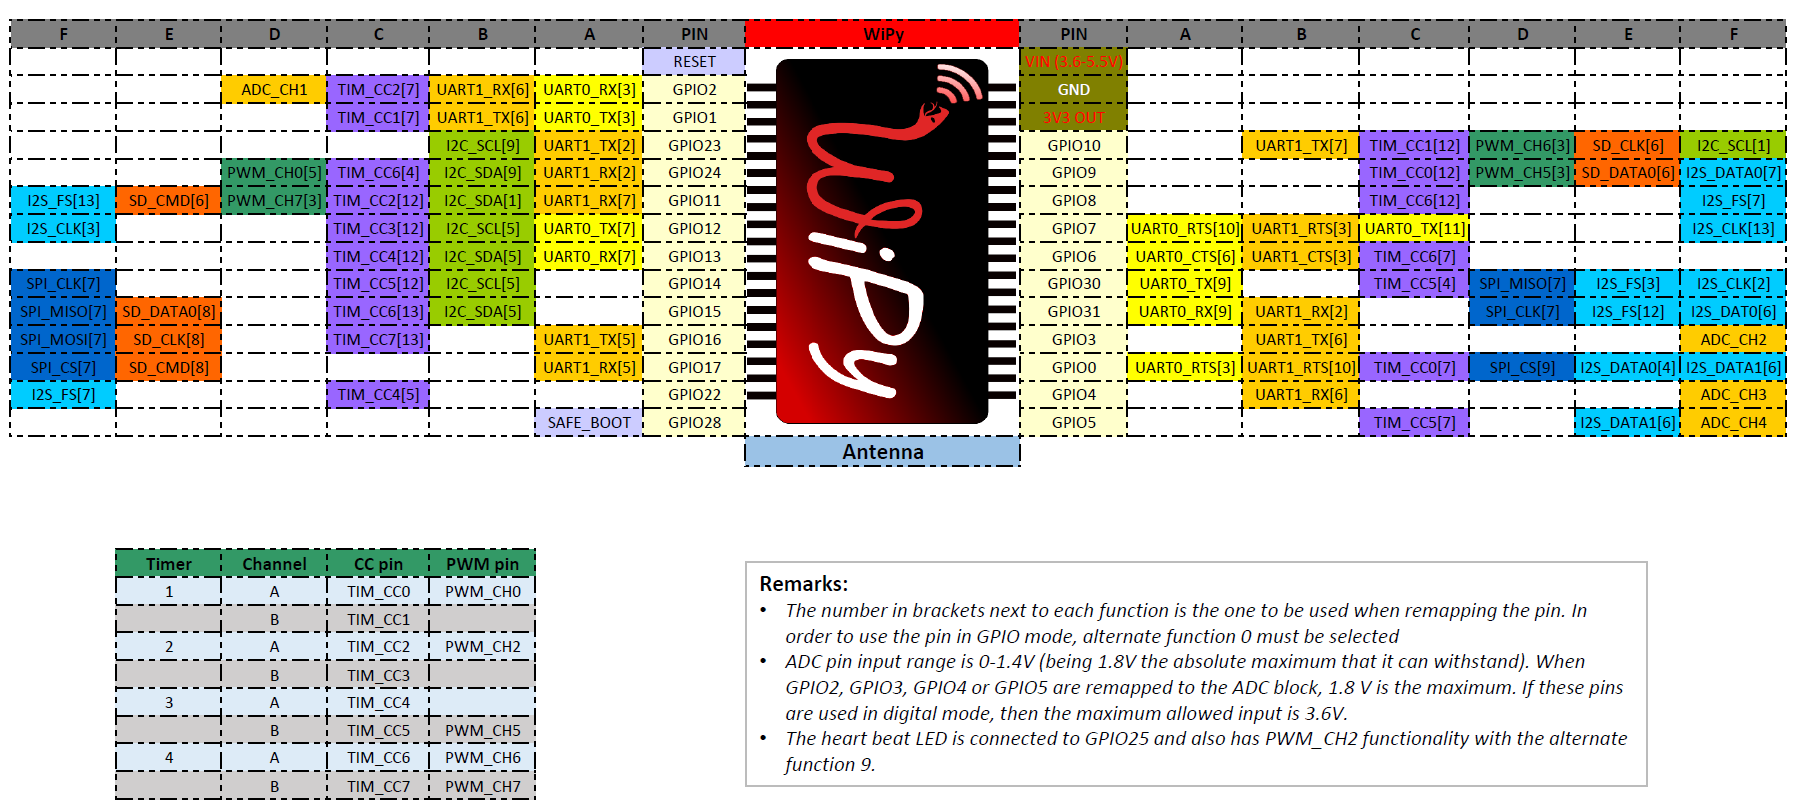 F E D C B A PIN WiPy PIN A B C D E F
RESET VIN (3.6-5.5V)
ADC_CH1 TIM_CC2[7] UART1_RX[6] UART0_RX[3] GPIO2 GND
TIM_CC1[7] UART1_TX[6] UART0_TX[3] GPIO1 3V3 OUT
I2C_SCL[9] UART1_TX[2] GPIO23 GPIO10 UART1_TX[7] TIM_CC1[12] PWM_CH6[3] SD_CLK[6] I2C_SCL[1]
PWM_CH0[5] TIM_CC6[4] I2C_SDA[9] UART1_RX[2] GPIO24 GPIO9 TIM_CC0[12] PWM_CH5[3] SD_DATA0[6] I2S_DATA0[7]
I2S_FS[13] SD_CMD[6] PWM_CH7[3] TIM_CC2[12] I2C_SDA[1] UART1_RX[7] GPIO11 GPIO8 TIM_CC6[12] I2S_FS[7]
I2S_CLK[3] TIM_CC3[12] I2C_SCL[5] UART0_TX[7] GPIO12 GPIO7 UART0_RTS[10] UART1_RTS[3] UART0_TX[11] I2S_CLK[13]
TIM_CC4[12] I2C_SDA[5] UART0_RX[7] GPIO13 GPIO6 UART0_CTS[6] UART1_CTS[3] TIM_CC6[7]
SPI_CLK[7] TIM_CC5[12] I2C_SCL[5] GPIO14 GPIO30 UART0_TX[9] TIM_CC5[4] SPI_MISO[7] I2S_FS[3] I2S_CLK[2]
SPI_MISO[7] SD_DATA0[8] TIM_CC6[13] I2C_SDA[5] GPIO15 GPIO31 UART0_RX[9] UART1_RX[2] SPI_CLK[7] I2S_FS[12] I2S_DAT0[6]
SPI_MOSI[7] SD_CLK[8] TIM_CC7[13] UART1_TX[5] GPIO16 GPIO3 UART1_TX[6] ADC_CH2
SPI_CS[7] SD_CMD[8] UART1_RX[5] GPIO17 GPIO0 UART0_RTS[3] UART1_RTS[10] TIM_CC0[7] SPI_CS[9] I2S_DATA0[4] I2S_DATA1[6]
I2S_FS[7] TIM_CC4[5] GPIO22 GPIO4 UART1_RX[6] ADC_CH3
SAFE_BOOT GPIO28 GPIO5 TIM_CC5[7] I2S_DATA1[6] ADC_CH4
WiPy
Antenna
Timer Channel CC pin PWM pin
1 A TIM_CC0 PWM_CH0
B TIM_CC1
2 A TIM_CC2 PWM_CH2
B TIM_CC3
3 A TIM_CC4
B TIM_CC5 PWM_CH5
4 A TIM_CC6 PWM_CH6
B TIM_CC7 PWM_CH7
Remarks:
• The number in brackets next to each function is the one to be used when remapping the pin. In
order to use the pin in GPIO mode, alternate function 0 must be selected
• ADC pin input range is 0-1.4V (being 1.8V the absolute maximum that it can withstand). When
GPIO2, GPIO3, GPIO4 or GPIO5 are remapped to the ADC block, 1.8 V is the maximum. If these pins
are used in digital mode, then the maximum allowed input is 3.6V.
• The heart beat LED is connected to GPIO25 and also has PWM_CH2 functionality with the alternate
function 9.